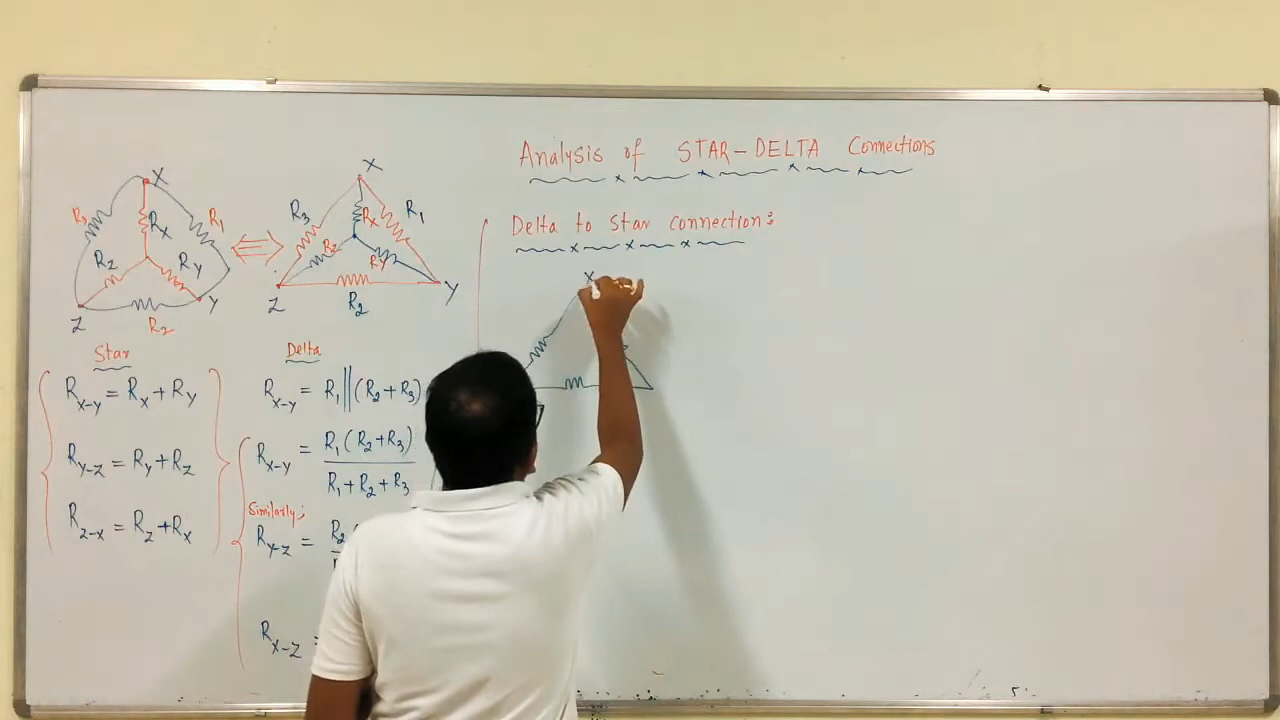 Analysis of STAR-DELTA Connections
Delta to Star connection:
X
X
R3
Rx
R1
Rz
Ry
Z
Y
R2
X
R3
Rx
R1
Rz
Ry
Z
Y
R2
Star
Rx-y = Rx + Ry
Ry-z = Ry + Rz
Rz-x = Rz + Rx
Delta
Rx-y = R1 || (R2 + R3)
Rx-y = R1 (R2 + R3)
R1 + R2 + R3
Similarly;
Ry-z = R2
Rx-z =